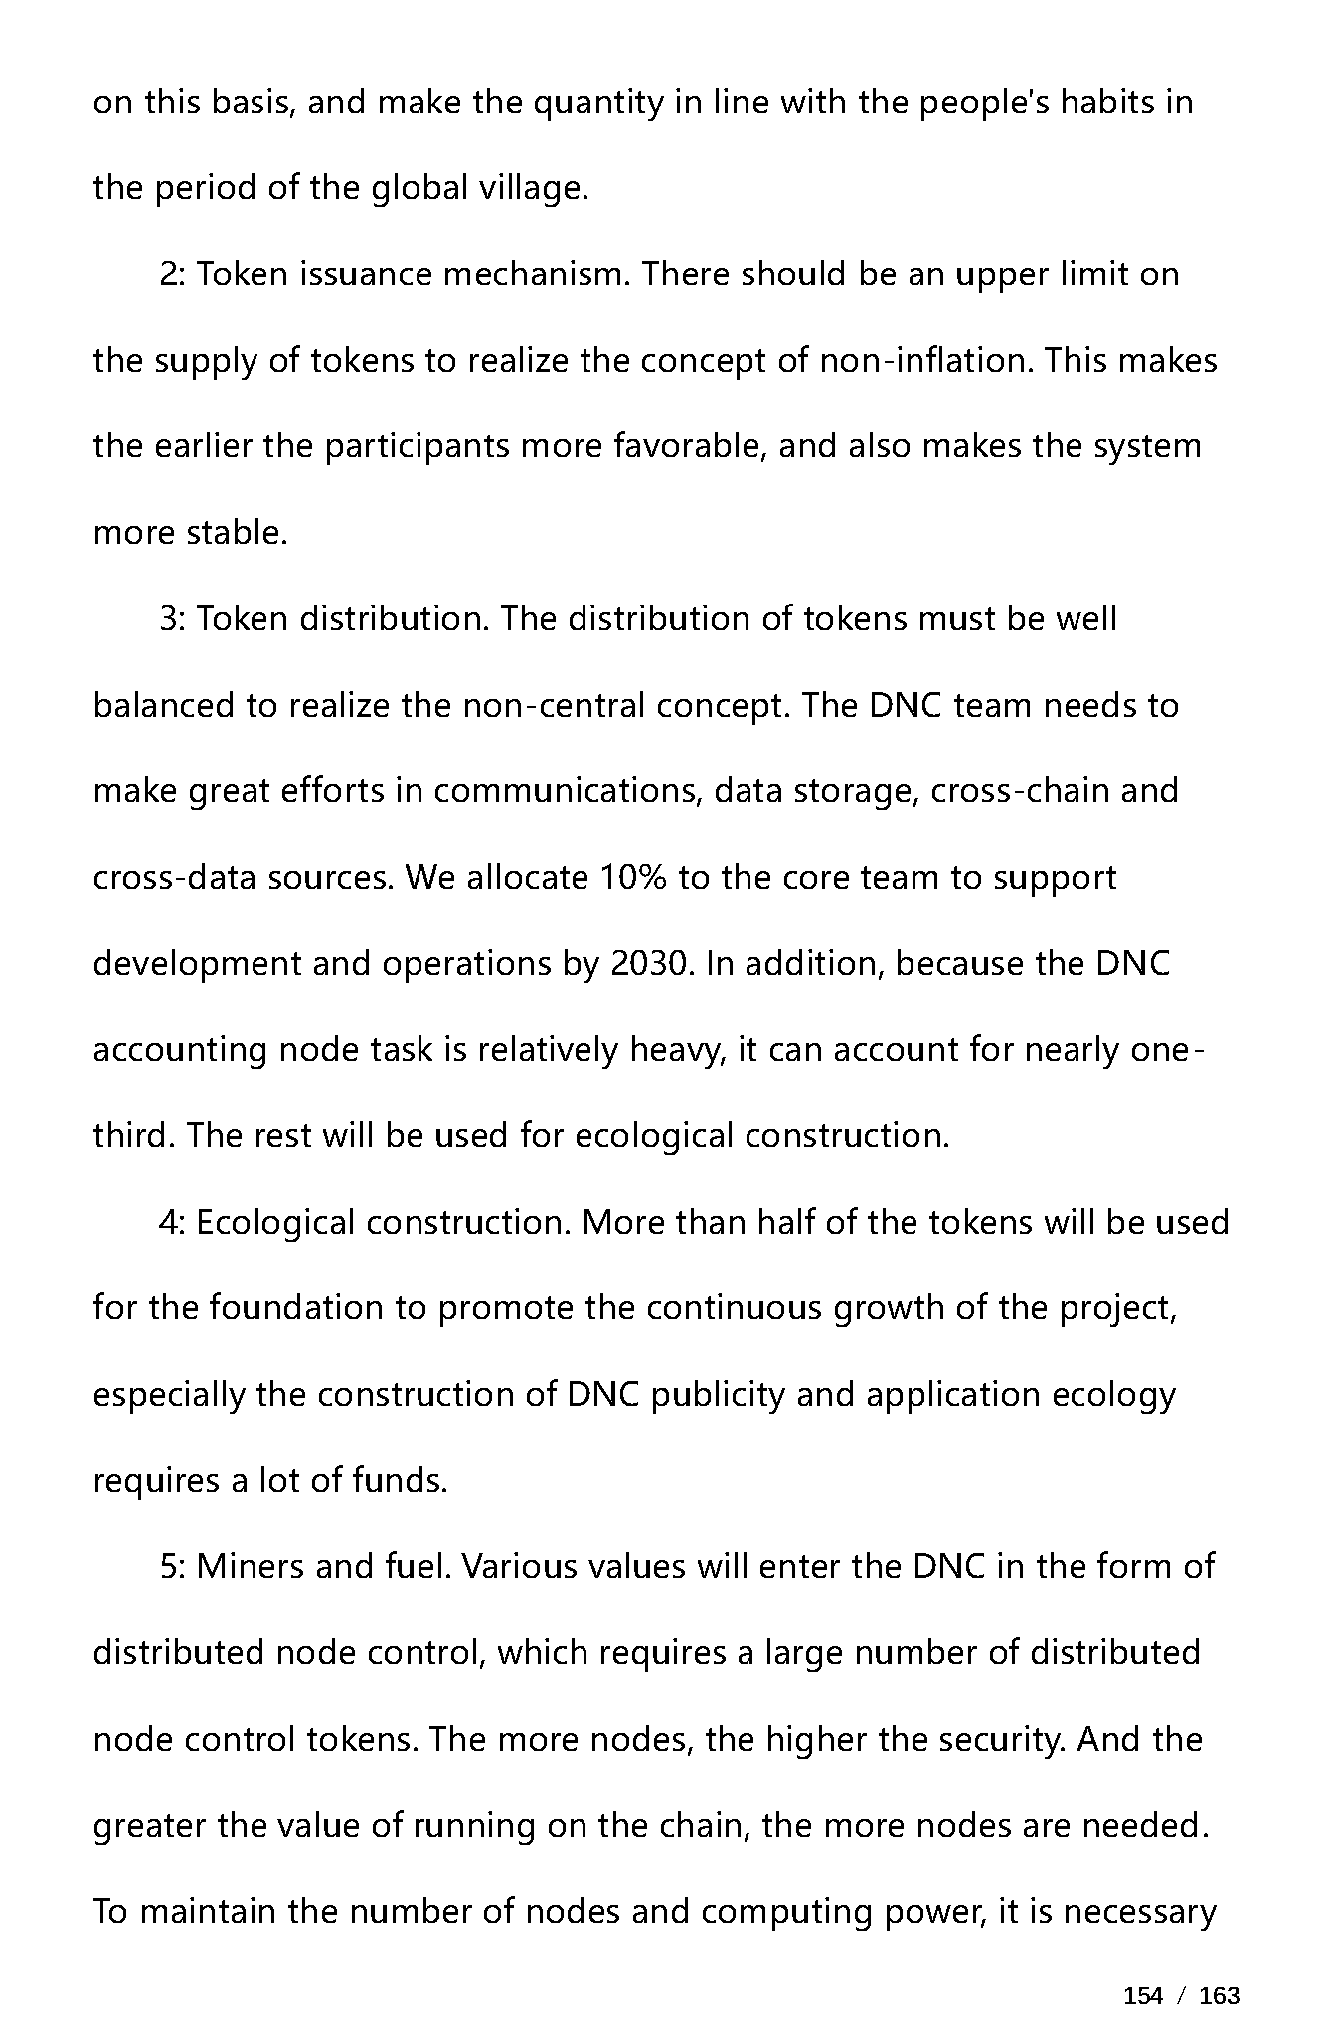 on this basis, and make the quantity in line with the people's habits in
the period of the global village.
2: Token issuance mechanism. There should be an upper limit on
the supply of tokens to realize the concept of non-inflation. This makes
the earlier the participants more favorable, and also makes the system
more stable.
3: Token distribution. The distribution of tokens must be well
balanced to realize the non-central concept. The DNC team needs to
make great efforts in communications, data storage, cross-chain and
cross-data sources. We allocate 10% to the core team to support
development and operations by 2030. In addition, because the DNC
accounting node task is relatively heavy, it can account for nearly one-
third. The rest will be used for ecological construction.
4: Ecological construction. More than half of the tokens will be used
for the foundation to promote the continuous growth of the project,
especially the construction of DNC publicity and application ecology
requires a lot of funds.
5: Miners and fuel. Various values will enter the DNC in the form of
distributed node control, which requires a large number of distributed
node control tokens. The more nodes, the higher the security. And the
greater the value of running on the chain, the more nodes are needed.
To maintain the number of nodes and computing power, it is necessary
154 / 163